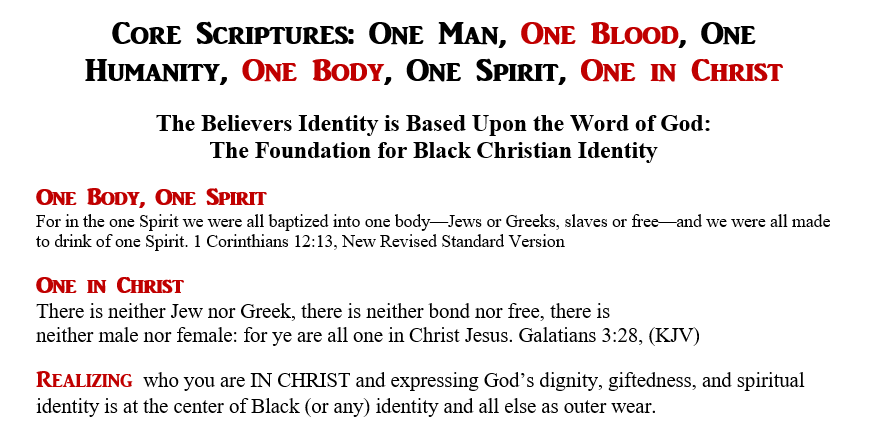 Core Scriptures: One Man, One Blood, One
Humanity, One Body, One Spirit, One in Christ
The Believers Identity is Based Upon the Word of God:
The Foundation for Black Christian Identity
One Body, One Spirit
For in the one Spirit we were all baptized into one body—Jews or Greeks, slaves or free—and we were all made
to drink of one Spirit. 1 Corinthians 12:13, New Revised Standard Version
One in Christ
There is neither Jew nor Greek, there is neither bond nor free, there is
neither male nor female: for ye are all one in Christ Jesus. Galatians 3:28, (KJV)
Realizing who you are IN CHRIST and expressing God’s dignity, giftedness, and spiritual
identity is at the center of Black (or any) identity and all else as outer wear.